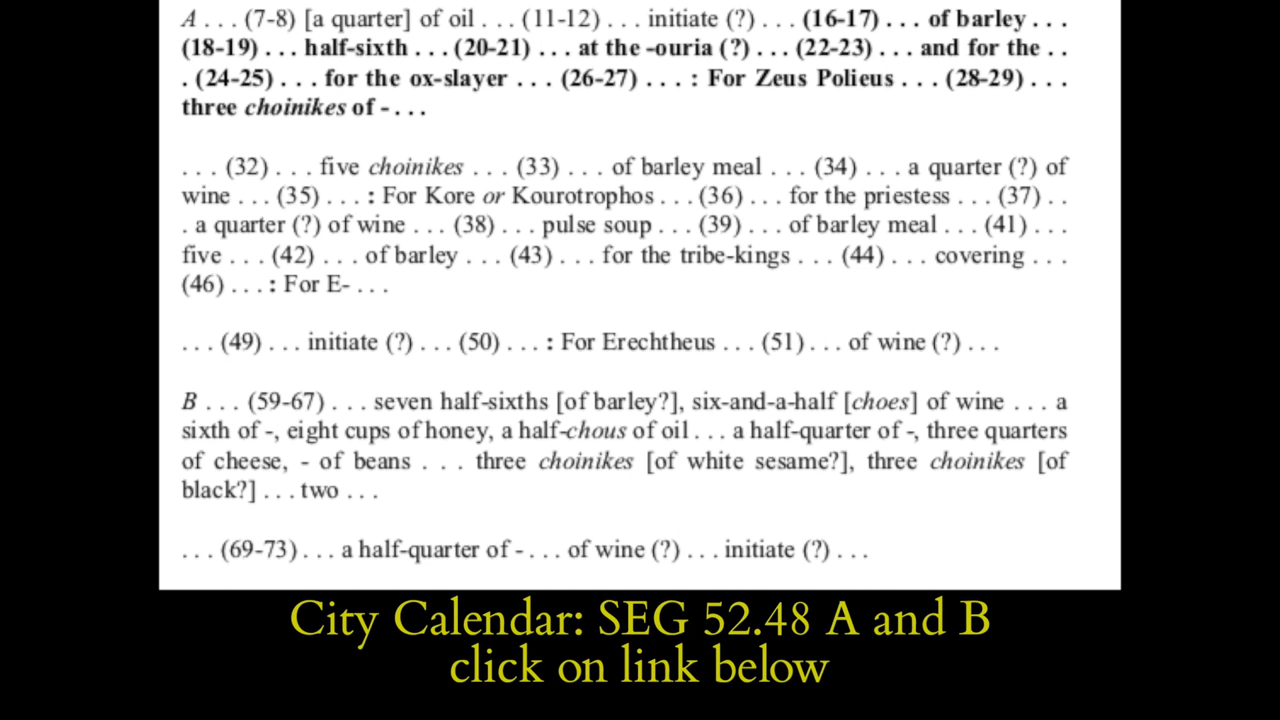 A . . . (7-8) [a quarter] of oil . . . (11-12) . . . initiate (?) . . . (16-17) . . . of barley . . .
(18-19) . . . half-sixth . . . (20-21) . . . at the -ouria (?) . . . (22-23) . . . and for the . .
. (24-25) . . . for the ox-slayer . . . (26-27) . . . : For Zeus Polieus . . . (28-29) . . .
three choinikes of - . . .
. . . (32) . . . five choinikes . . . (33) . . . of barley meal . . . (34) . . . a quarter (?) of
wine . . . (35) . . . : For Kore or Kourotrophos . . . (36) . . . for the priestess . . . (37) . .
. a quarter (?) of wine . . . (38) . . . pulse soup . . . (39) . . . of barley meal . . . (41) . . .
five . . . (42) . . . of barley . . . (43) . . . for the tribe-kings . . . (44) . . . covering . . .
(46) . . . : For E- . . .
. . . (49) . . . initiate (?) . . . (50) . . . : For Erechtheus . . . (51) . . . of wine (?) . . .
B . . . (59-67) . . . seven half-sixths [of barley?], six-and-a-half [choes] of wine . . . a
sixth of -, eight cups of honey, a half-chous of oil . . . a half-quarter of -, three quarters
of cheese, - of beans . . . three choinikes [of white sesame?], three choinikes [of
black?] . . . two . . .
. . . (69-73) . . . a half-quarter of - . . . of wine (?) . . . initiate (?) . . .
City Calendar: SEG 52.48 A and B
click on link below